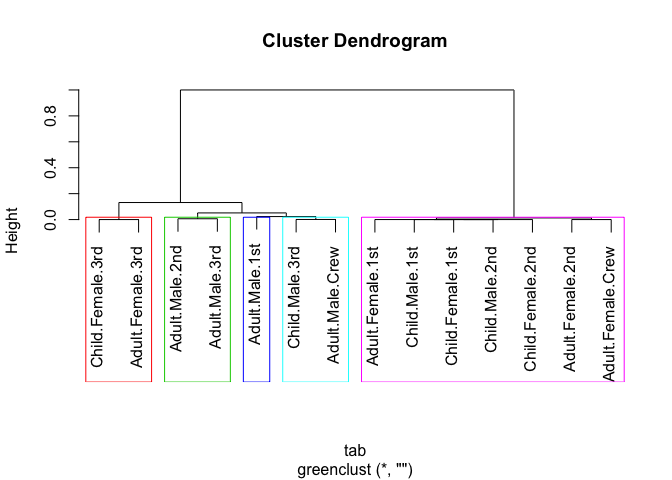 Cluster Dendrogram
Height
0.0 0.4 0.8
Child.Female.3rd
Adult.Female.3rd
Adult.Male.2nd
Adult.Male.3rd
Adult.Male.1st
Child.Male.3rd
Adult.Male.Crew
Adult.Female.1st
Child.Male.1st
Child.Female.1st
Child.Male.2nd
Child.Female.2nd
Adult.Female.2nd
Adult.Female.Crew
tab
greenclust (*, "")